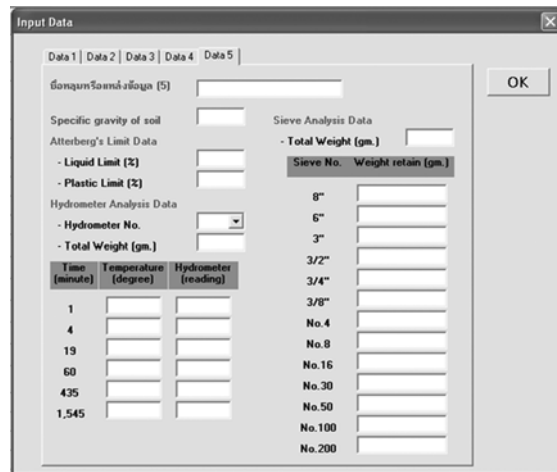 Input Data
Data 1 | Data 2 | Data 3 | Data 4 | Data 5
OK
ชื่อหลุมหรือแหล่งข้อมูล (5)
Specific gravity of soil
Atterberg's Limit Data
- Liquid Limit (%)
- Plastic Limit (%)
Hydrometer Analysis Data
- Hydrometer No.
- Total Weight (gm.)
Time (minute) Temperature (degree) Hydrometer (reading)
1
4
19
60
435
1,545
Sieve Analysis Data
- Total Weight (gm.)
Sieve No. Weight retain (gm.)
8"
6"
3"
3/2"
3/4"
3/8"
No.4
No.8
No.16
No.30
No.50
No.100
No.200